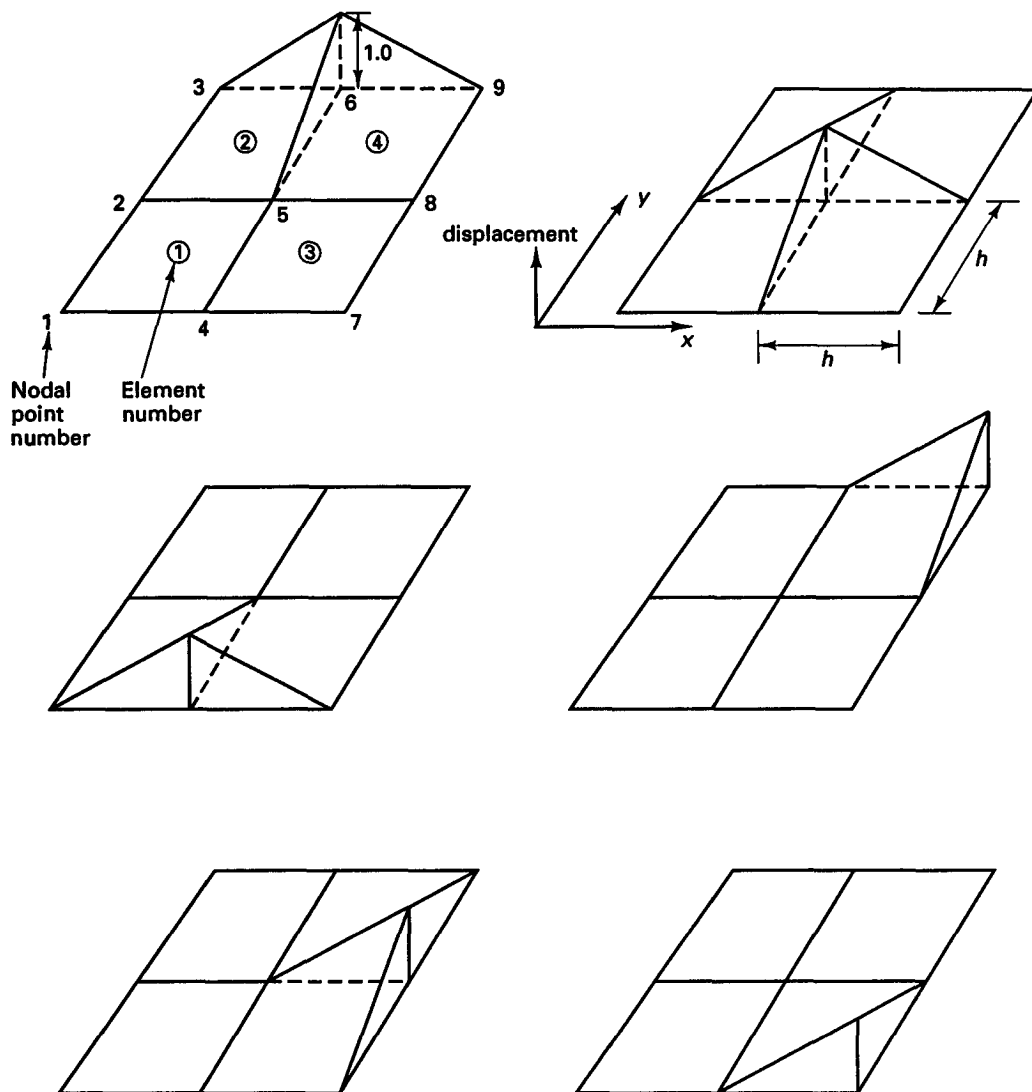 1.0
3
6
9
②
④
2
5
8
y
displacement
①
③
h
1
4
7
x
h
Nodal
point
number
Element
number